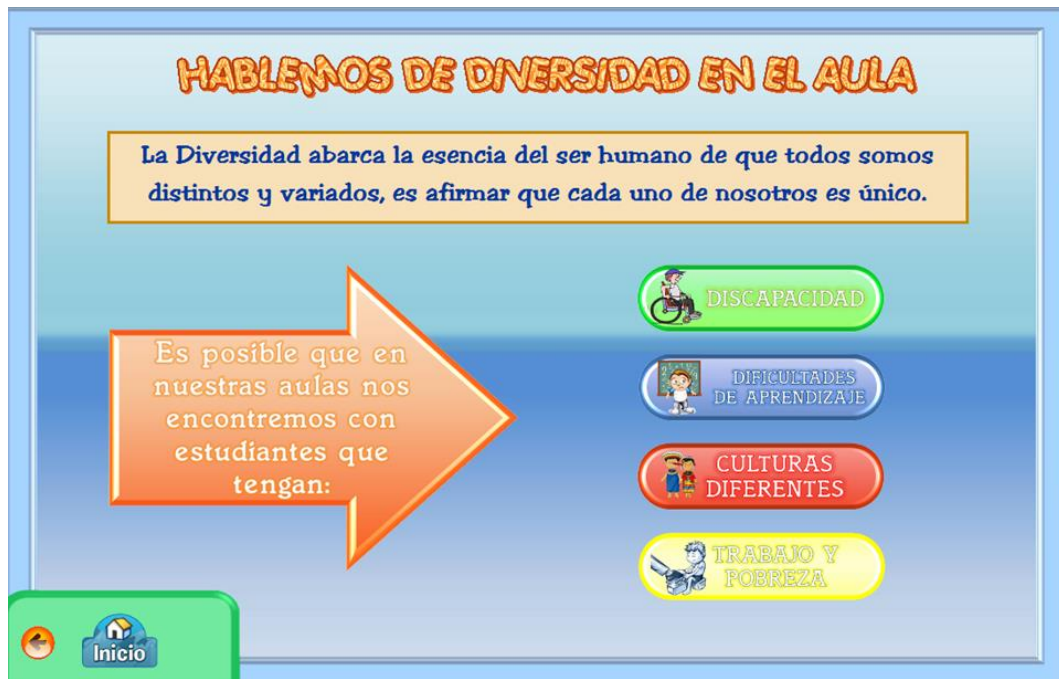 HABLEMOS DE DIVERSIDAD EN EL AULA
La Diversidad abarca la esencia del ser humano de que todos somos
distintos y variados, es afirmar que cada uno de nosotros es único.
Es posible que en
nuestras aulas nos
encontremos con
estudiantes que
tengan:
DISCAPACIDAD
DIFICULTADES
DE APRENDIZAJE
CULTURAS
DIFERENTES
TRABAJO Y
POBREZA
Inicio